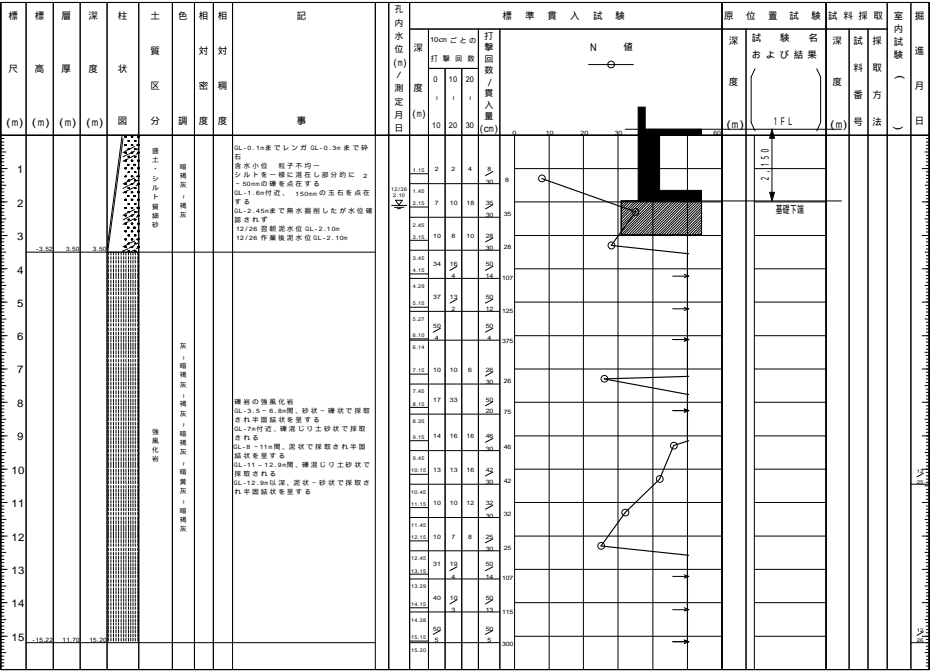 標尺(m)
標高(m)
層厚(m)
深度(m)
柱状図
土質区分
色調
相対密度
相対稠度
記事
孔内水位(m)/測定月日
標準貫入試験
深度(m)
10cmごとの打撃回数
0 10 20
~ ~ ~
10 20 30
打撃回数/貫入量(cm)
N 値
0 10 20 30 60
原位置試験
深度(m)
試験名および結果
試料採取
深度(m)
試料番号
採取方法
室内試験( )
掘進月日
1FL
2,150
基礎下端
1
2
3
4
5
6
7
8
9
10
11
12
13
14
15
-3.52 3.50 3.50
-15.22 11.70 15.20
盛土・シルト質細砂
暗褐灰~褐灰
GL-0.1mまでレンガ GL-0.3mまで砕石
含水小位 粒子不均一
シルトを一様に混在し部分的に 2
~50mmの礫を点在する
GL-1.6m付近、 150mmの玉石を点在
する
GL-2.45mまで無水掘削したが水位確
認されず
12/26 翌朝泥水位GL-2.10m
12/26 作業後泥水位GL-2.10m
強風化岩
灰~暗褐灰~暗褐灰~暗黄灰~暗褐灰
礫岩の強風化岩
GL-3.5~6.8m間、砂状~礫状で採取
され半固結状を呈する
GL-7m付近、礫混じり土砂状で採取
される
GL-8~11m間、泥状で採取され半固
結状を呈する
GL-11~12.9m間、礫混じり土砂状で
採取される
GL-12.9m以深、泥状~砂状で採取さ
れ半固結状を呈する
12/26
2.10
1.15 2 2 4 8 30 8
1.45
2.15 7 10 18 35 30 35
2.45
3.15 10 8 10 28 30 28
3.45
4.15 34 16 4 50 14 107
4.29
5.15 37 13 2 50 12 125
5.27
6.10 50 4 50 4 375
6.14
7.15 10 10 6 26 30 26
7.45
8.15 17 33 50 20 75
8.35
9.15 14 16 16 46 30 46
9.45
10.15 13 13 16 42 30 42
10.45
11.15 10 10 12 32 30 32
11.45
12.15 10 7 8 25 30 25
12.45
13.15 31 19 4 50 14 107
13.29
14.15 40 10 3 50 13 115
14.28
15.15 50 5 50 5 300
15.20
12
25
12
26